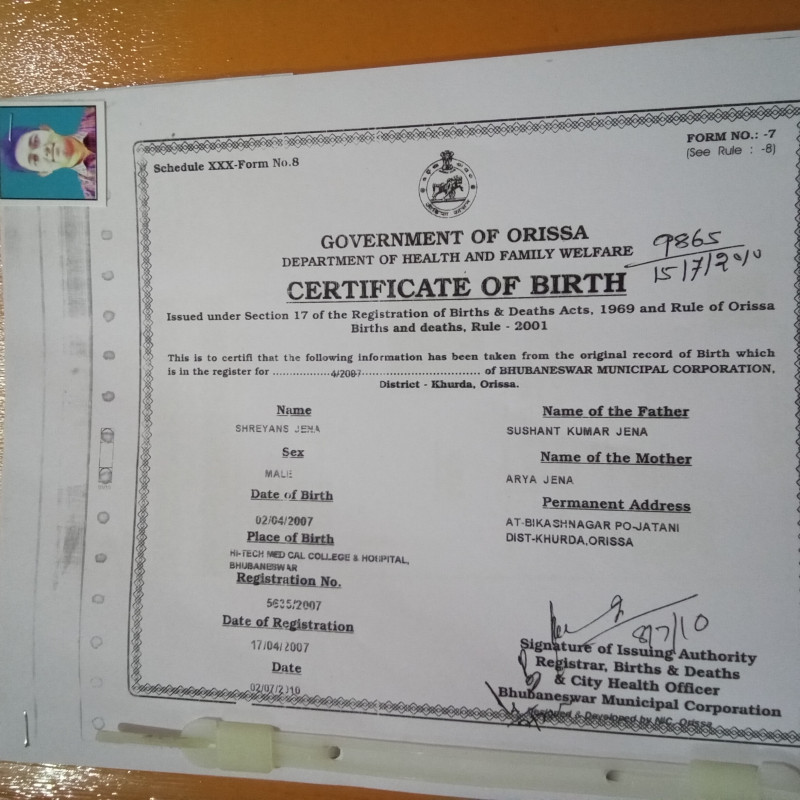 Schedule XXX-Form No.8
FORM NO.: -7
(See Rule : -8)
GOVERNMENT OF ORISSA
DEPARTMENT OF HEALTH AND FAMILY WELFARE
9865
15/7/2010
CERTIFICATE OF BIRTH
Issued under Section 17 of the Registration of Births & Deaths Acts, 1969 and Rule of Orissa
Births and deaths, Rule - 2001
This is to certifi that the following information has been taken from the original record of Birth which
is in the register for ..................4/2007..................................... of BHUBANESWAR MUNICIPAL CORPORATION,
District - Khurda, Orissa.
Name
SHREYANS JENA
Sex
MALE
Date of Birth
02/04/2007
Place of Birth
HI-TECH MEDICAL COLLEGE & HOSPITAL,
BHUBANESWAR
Registration No.
Date of Registration
17/04/2007
Date
02/07/2010
Name of the Father
SUSHANT KUMAR JENA
Name of the Mother
ARYA JENA
Permanent Address
AT-BIKASHNAGAR PO-JATANI
DIST-KHURDA,ORISSA
8/7/10
Signature of Issuing Authority
Registrar, Births & Deaths
& City Health Officer
Bhubaneswar Municipal Corporation
Designed & Developed by NIC, Orissa